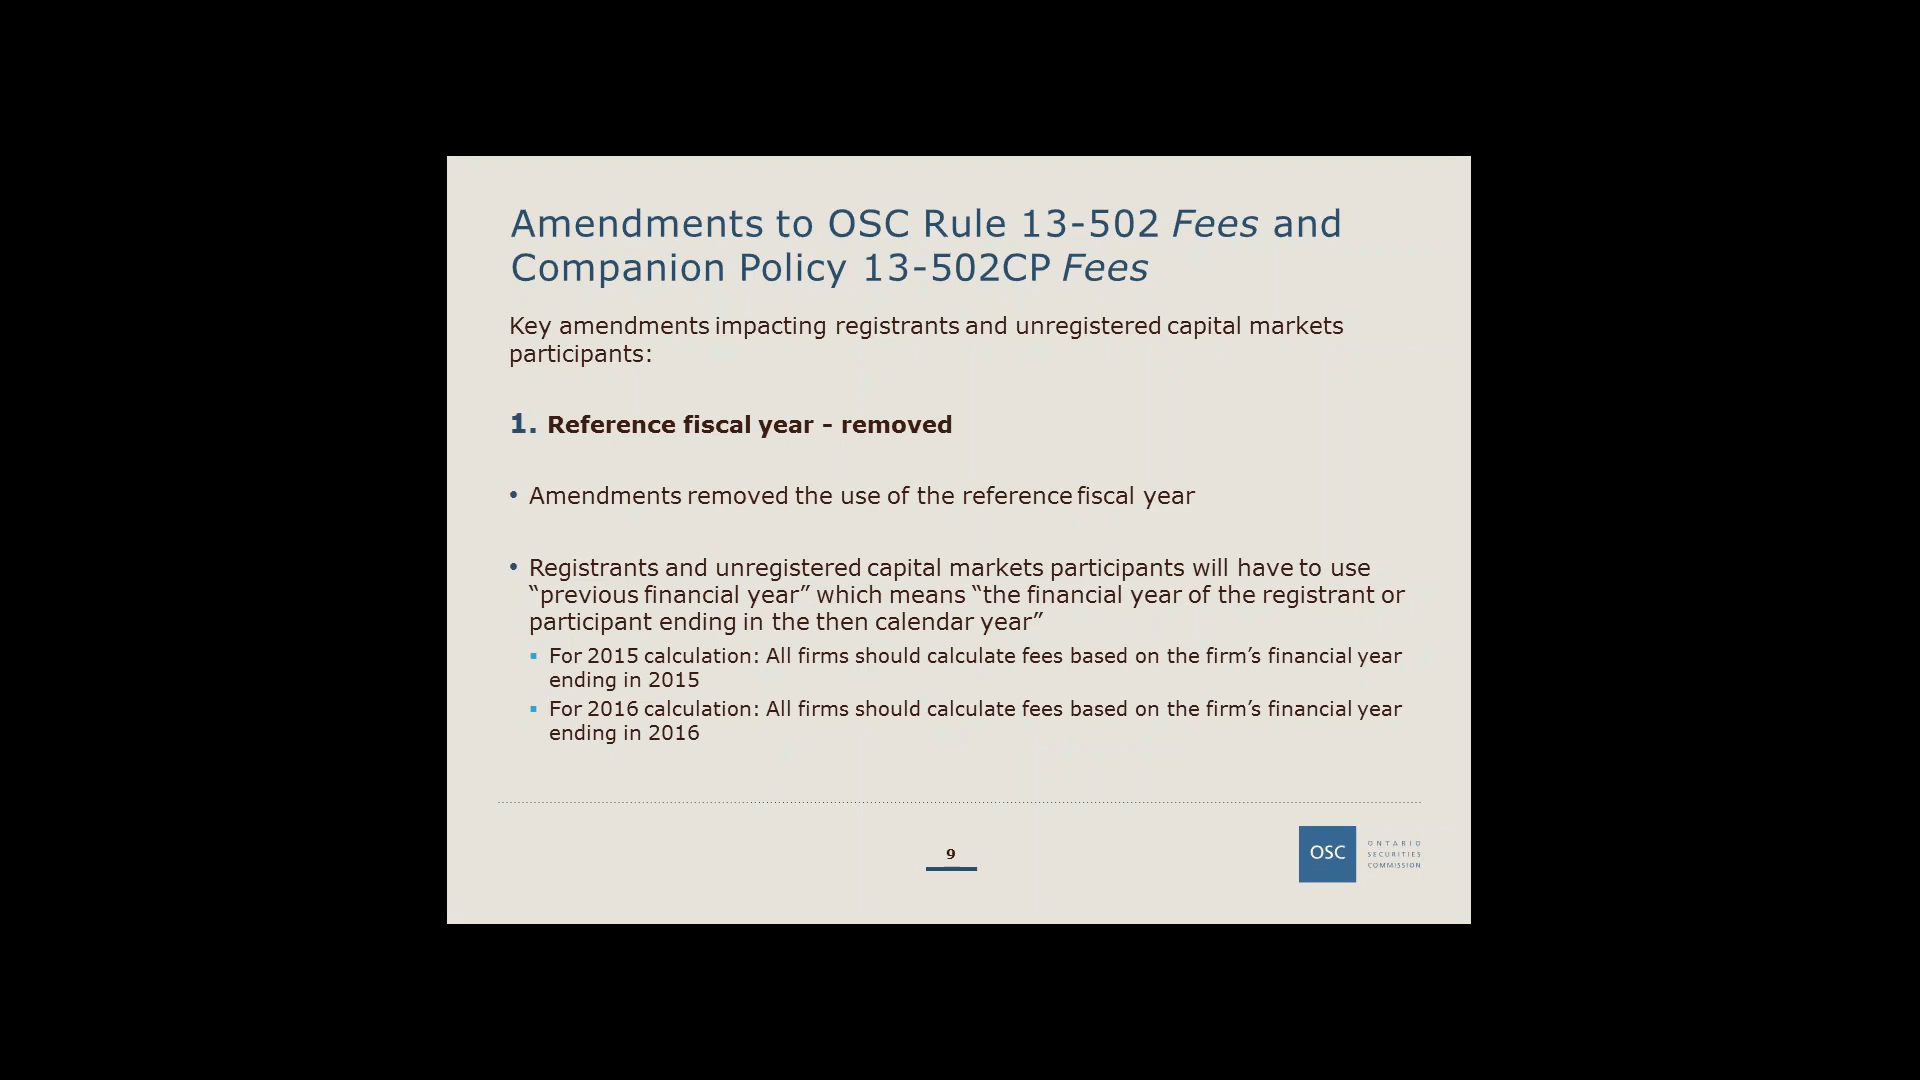 Amendments to OSC Rule 13-502 Fees and
Companion Policy 13-502CP Fees
Key amendments impacting registrants and unregistered capital markets
participants:
1. Reference fiscal year - removed
• Amendments removed the use of the reference fiscal year
• Registrants and unregistered capital markets participants will have to use
“previous financial year” which means “the financial year of the registrant or
participant ending in the then calendar year”
▪ For 2015 calculation: All firms should calculate fees based on the firm’s financial year
ending in 2015
▪ For 2016 calculation: All firms should calculate fees based on the firm’s financial year
ending in 2016
9
OSC
ONTARIO
SECURITIES
COMMISSION